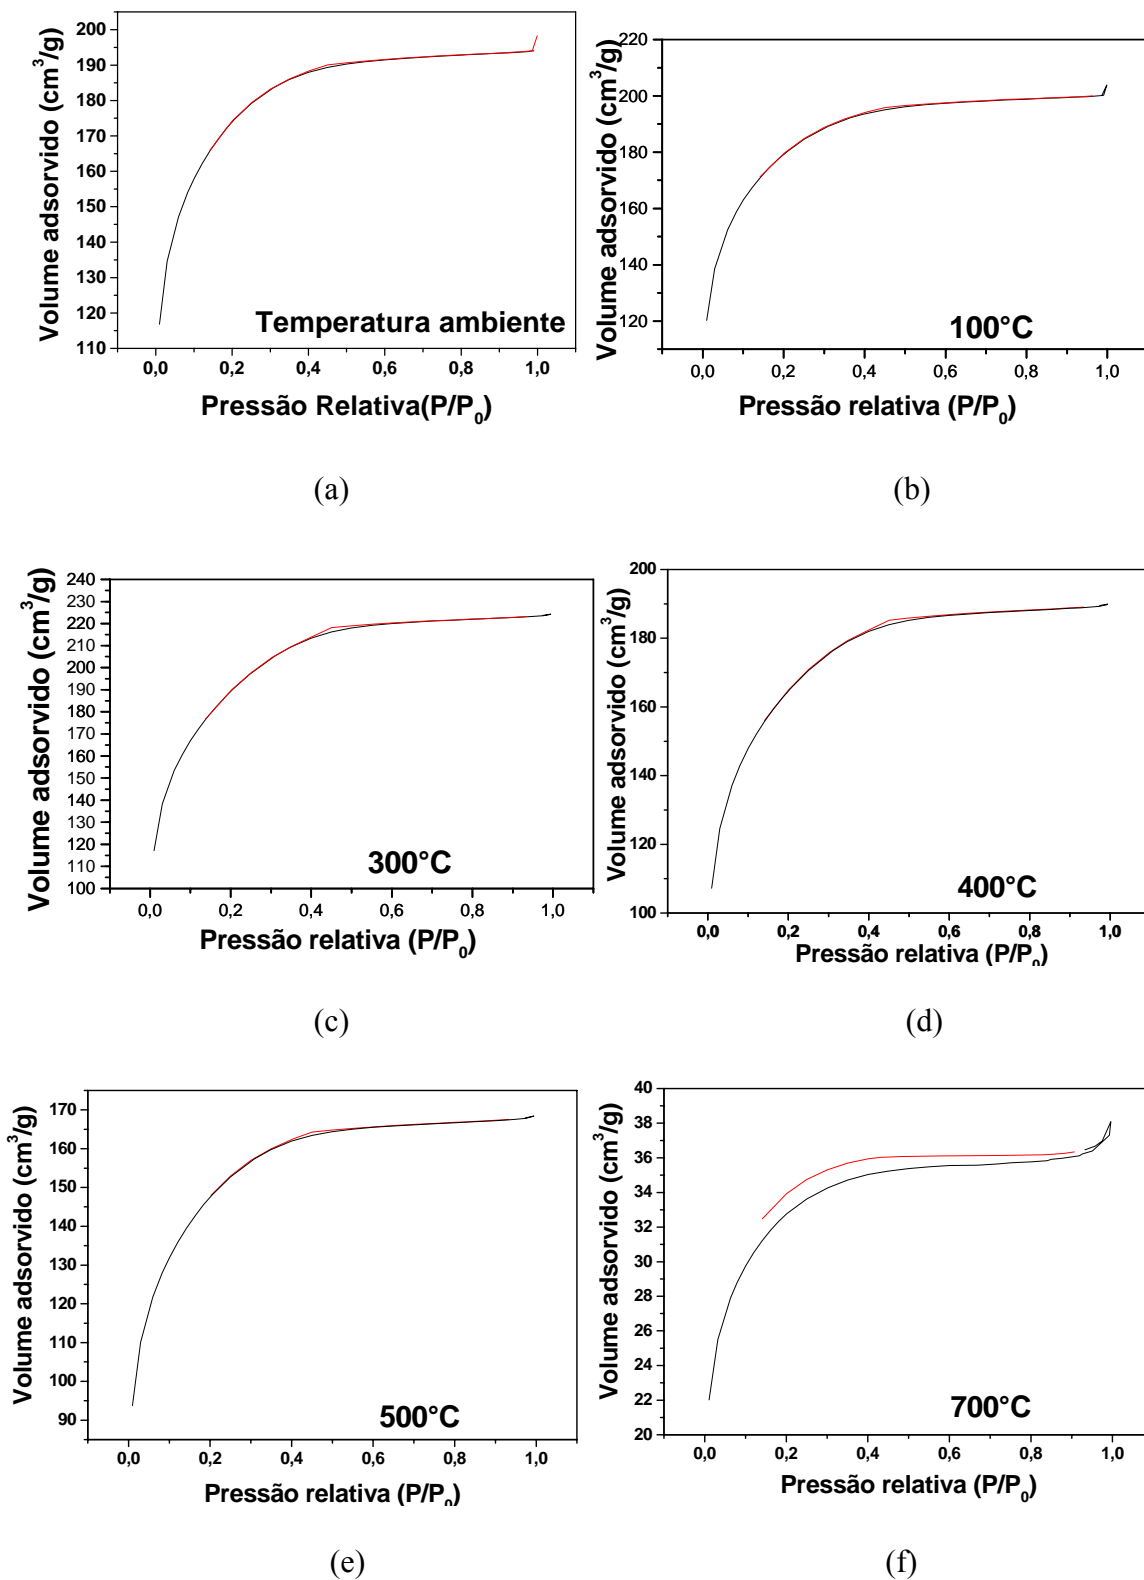 200
190
180
170
160
150
140
130
120
110
Volume adsorvido (cm³/g)
Temperatura ambiente
0,0 0,2 0,4 0,6 0,8 1,0
Pressão Relativa(P/P₀)
(a)
220
200
180
160
140
120
Volume adsorvido (cm³/g)
100°C
0,0 0,2 0,4 0,6 0,8 1,0
Pressão relativa (P/P₀)
(b)
240
230
220
210
200
190
180
170
160
150
140
130
120
110
100
Volume adsorvido (cm³/g)
300°C
0,0 0,2 0,4 0,6 0,8 1,0
Pressão relativa (P/P₀)
(c)
200
180
160
140
120
100
Volume adsorvido (cm³/g)
400°C
0,0 0,2 0,4 0,6 0,8 1,0
Pressão relativa (P/P₀)
(d)
170
160
150
140
130
120
110
100
90
Volume adsorvido (cm³/g)
500°C
0,0 0,2 0,4 0,6 0,8 1,0
Pressão relativa (P/P₀)
(e)
40
38
36
34
32
30
28
26
24
22
20
Volume adsorvido (cm³/g)
700°C
0,0 0,2 0,4 0,6 0,8 1,0
Pressão relativa (P/P₀)
(f)